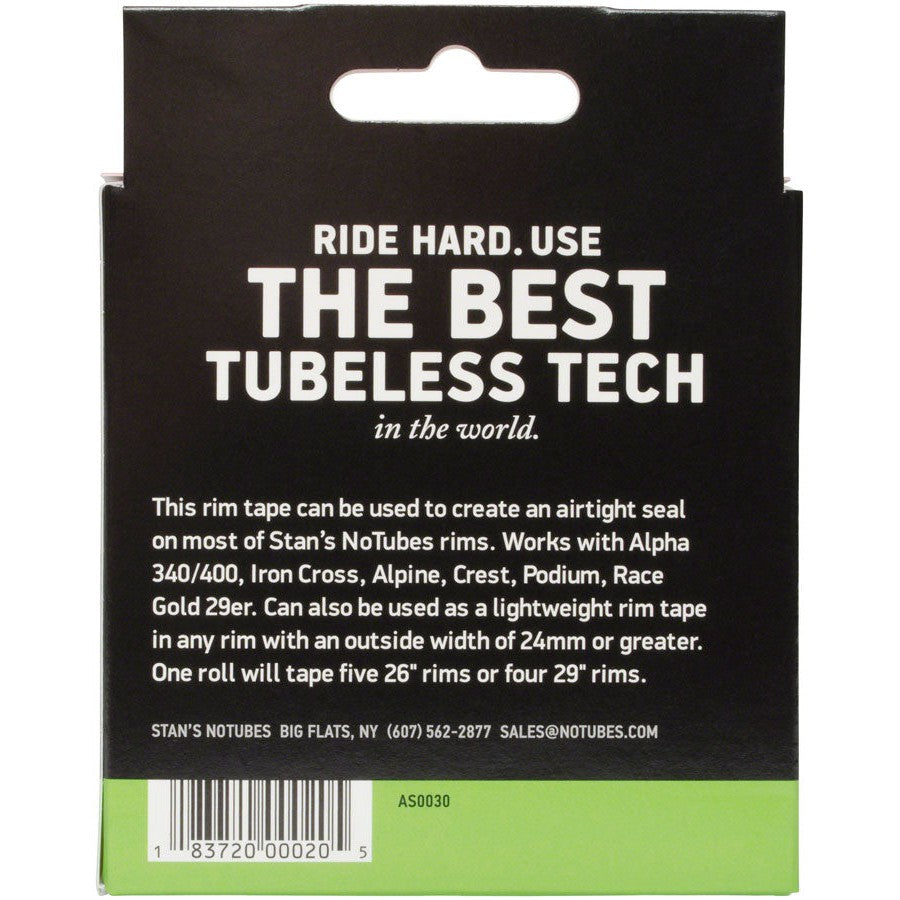 RIDE HARD. USE
THE BEST
TUBELESS TECH
in the world.
This rim tape can be used to create an airtight seal
on most of Stan's NoTubes rims. Works with Alpha
340/400, Iron Cross, Alpine, Crest, Podium, Race
Gold 29er. Can also be used as a lightweight rim tape
in any rim with an outside width of 24mm or greater.
One roll will tape five 26" rims or four 29" rims.
STAN'S NOTUBES BIG FLATS, NY (607) 562-2877 SALES@NOTUBES.COM
AS0030
1 83720 00020 5